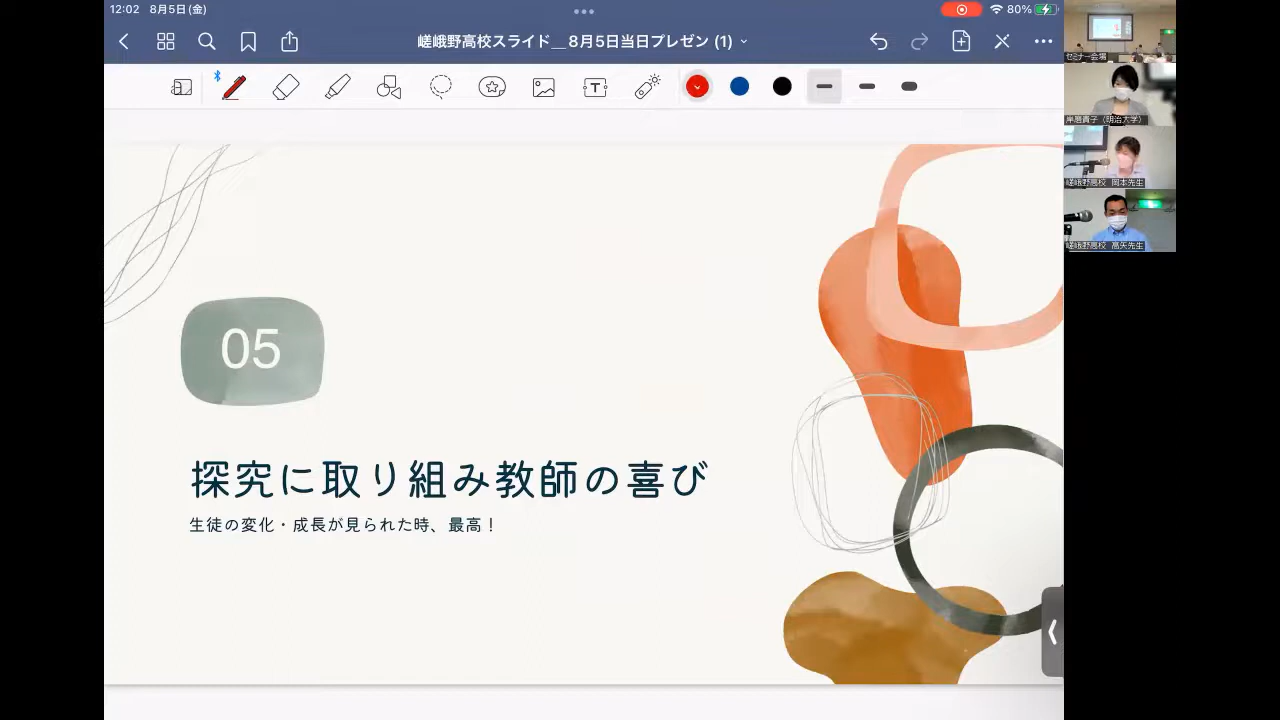 12:02 8月5日(金)
80%
嵯峨野高校スライド__8月5日当日プレゼン (1)
05
探究に取り組み教師の喜び
生徒の変化・成長が見られた時、最高！
セミナー会場
岸磨貴子（明治大学）
嵯峨野高校 岡本先生
嵯峨野高校 高矢先生